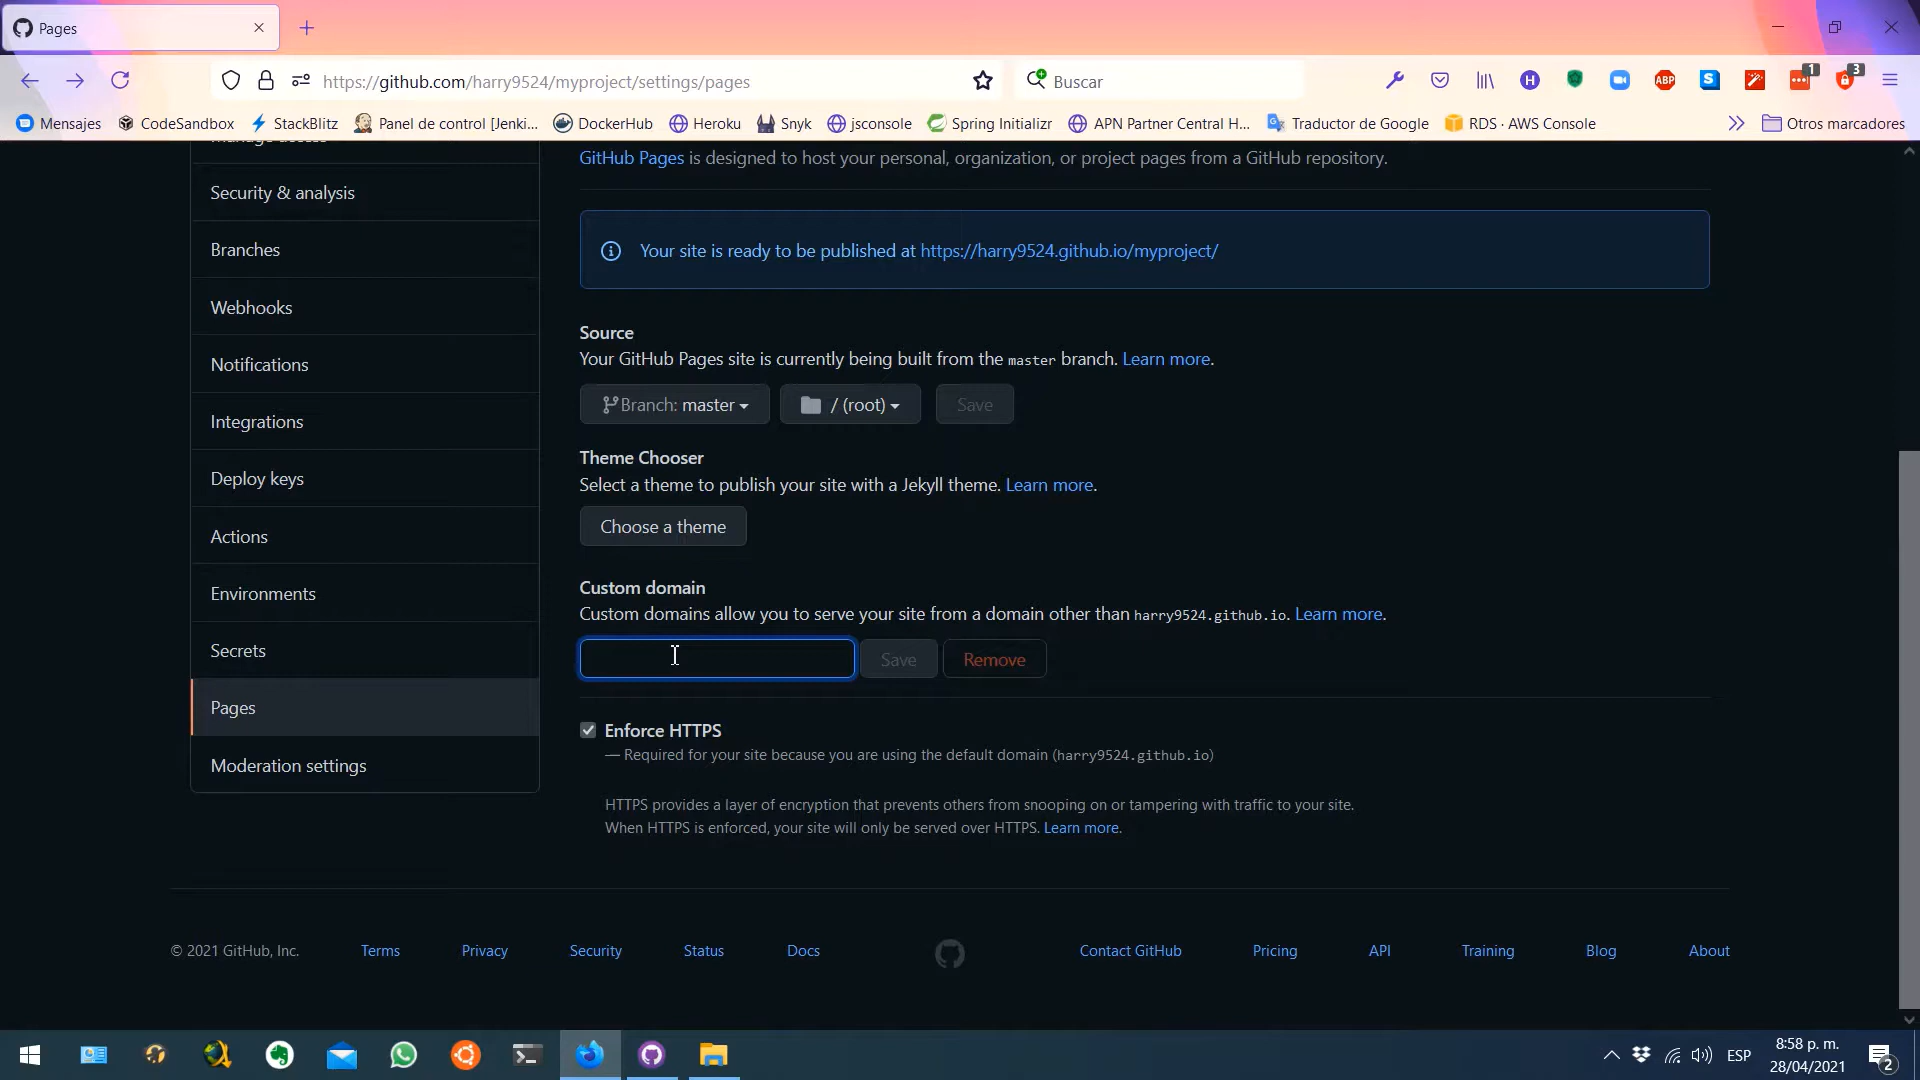 Pages
https://github.com/harry9524/myproject/settings/pages
Buscar
1
3
Mensajes
CodeSandbox
StackBlitz
Panel de control [Jenki...
DockerHub
Heroku
Snyk
jsconsole
Spring Initializr
APN Partner Central H...
Traductor de Google
RDS - AWS Console
Otros marcadores
Manage access
Security & analysis
Branches
Webhooks
Notifications
Integrations
Deploy keys
Actions
Environments
Secrets
Pages
Moderation settings
GitHub Pages is designed to host your personal, organization, or project pages from a GitHub repository.
Your site is ready to be published at https://harry9524.github.io/myproject/
Source
Your GitHub Pages site is currently being built from the master branch. Learn more.
Branch: master
/ (root)
Save
Theme Chooser
Select a theme to publish your site with a Jekyll theme. Learn more.
Choose a theme
Custom domain
Custom domains allow you to serve your site from a domain other than harry9524.github.io. Learn more.
Save
Remove
Enforce HTTPS
— Required for your site because you are using the default domain (harry9524.github.io)
HTTPS provides a layer of encryption that prevents others from snooping on or tampering with traffic to your site.
When HTTPS is enforced, your site will only be served over HTTPS. Learn more.
© 2021 GitHub, Inc.
Terms
Privacy
Security
Status
Docs
Contact GitHub
Pricing
API
Training
Blog
About
ESP
8:58 p. m.
28/04/2021
2
H
ABP
S